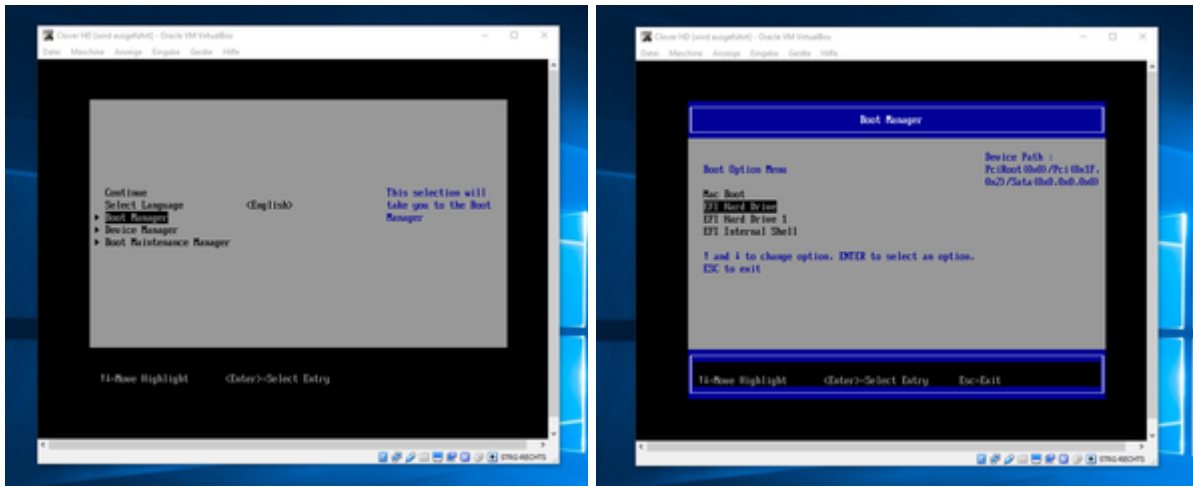 Clover HD [wird ausgeführt] - Oracle VM VirtualBox
Datei Maschine Anzeige Eingabe Geräte Hilfe
Continue
Select Language <English>
Boot Manager
Device Manager
Boot Maintenance Manager
This selection will
take you to the Boot
Manager
↑↓=Move Highlight <Enter>=Select Entry
STRG-RECHTS
Clover HD [wird ausgeführt] - Oracle VM VirtualBox
Datei Maschine Anzeige Eingabe Geräte Hilfe
Boot Manager
Boot Option Menu
Mac Boot
EFI Hard Drive
EFI Hard Drive 1
EFI Internal Shell
↑ and ↓ to change option, ENTER to select an option,
ESC to exit
Device Path :
PciRoot(0x0)/Pci(0x1F,
0x2)/Sata(0x0,0x0,0x0)
↑↓=Move Highlight <Enter>=Select Entry Esc=Exit
STRG-RECHTS